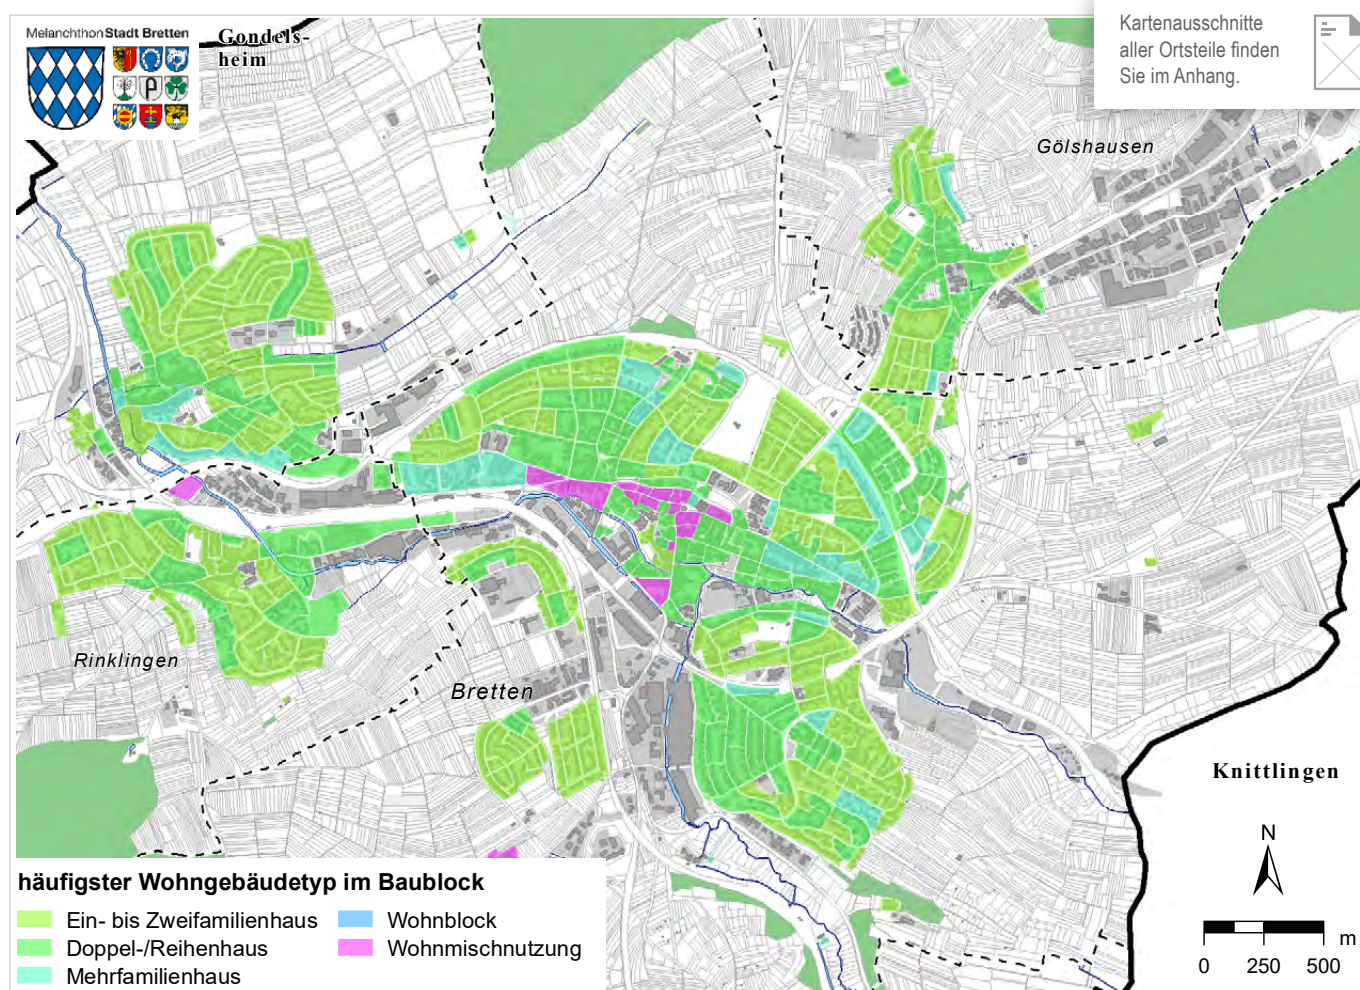 Melanchthon Stadt Bretten
Gondels-
heim
Kartenausschnitte
aller Ortsteile finden
Sie im Anhang.
Gölshausen
Rinklingen
Bretten
Knittlingen
N
häufigster Wohngebäudetyp im Baublock
Ein- bis Zweifamilienhaus
Doppel-/Reihenhaus
Mehrfamilienhaus
Wohnblock
Wohnmischnutzung
m
0 250 500